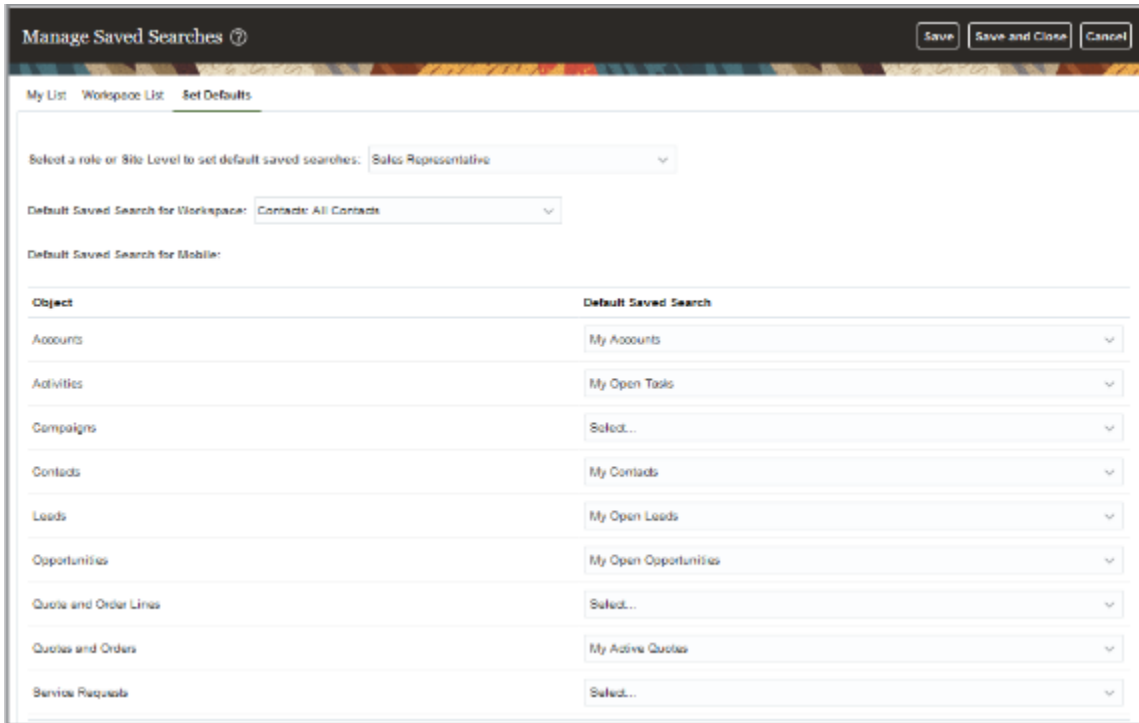 Manage Saved Searches
Save Save and Close Cancel
My List Workspace List Set Defaults
Select a role or Site Level to set default saved searches: Sales Representative
Default Saved Search for Workspace: Contacts: All Contacts
Default Saved Search for Mobile:
Object Default Saved Search
Accounts My Accounts
Activities My Open Tasks
Campaigns Select...
Contacts My Contacts
Leads My Open Leads
Opportunities My Open Opportunities
Quote and Order Lines Select...
Quotes and Orders My Active Quotes
Service Requests Select...